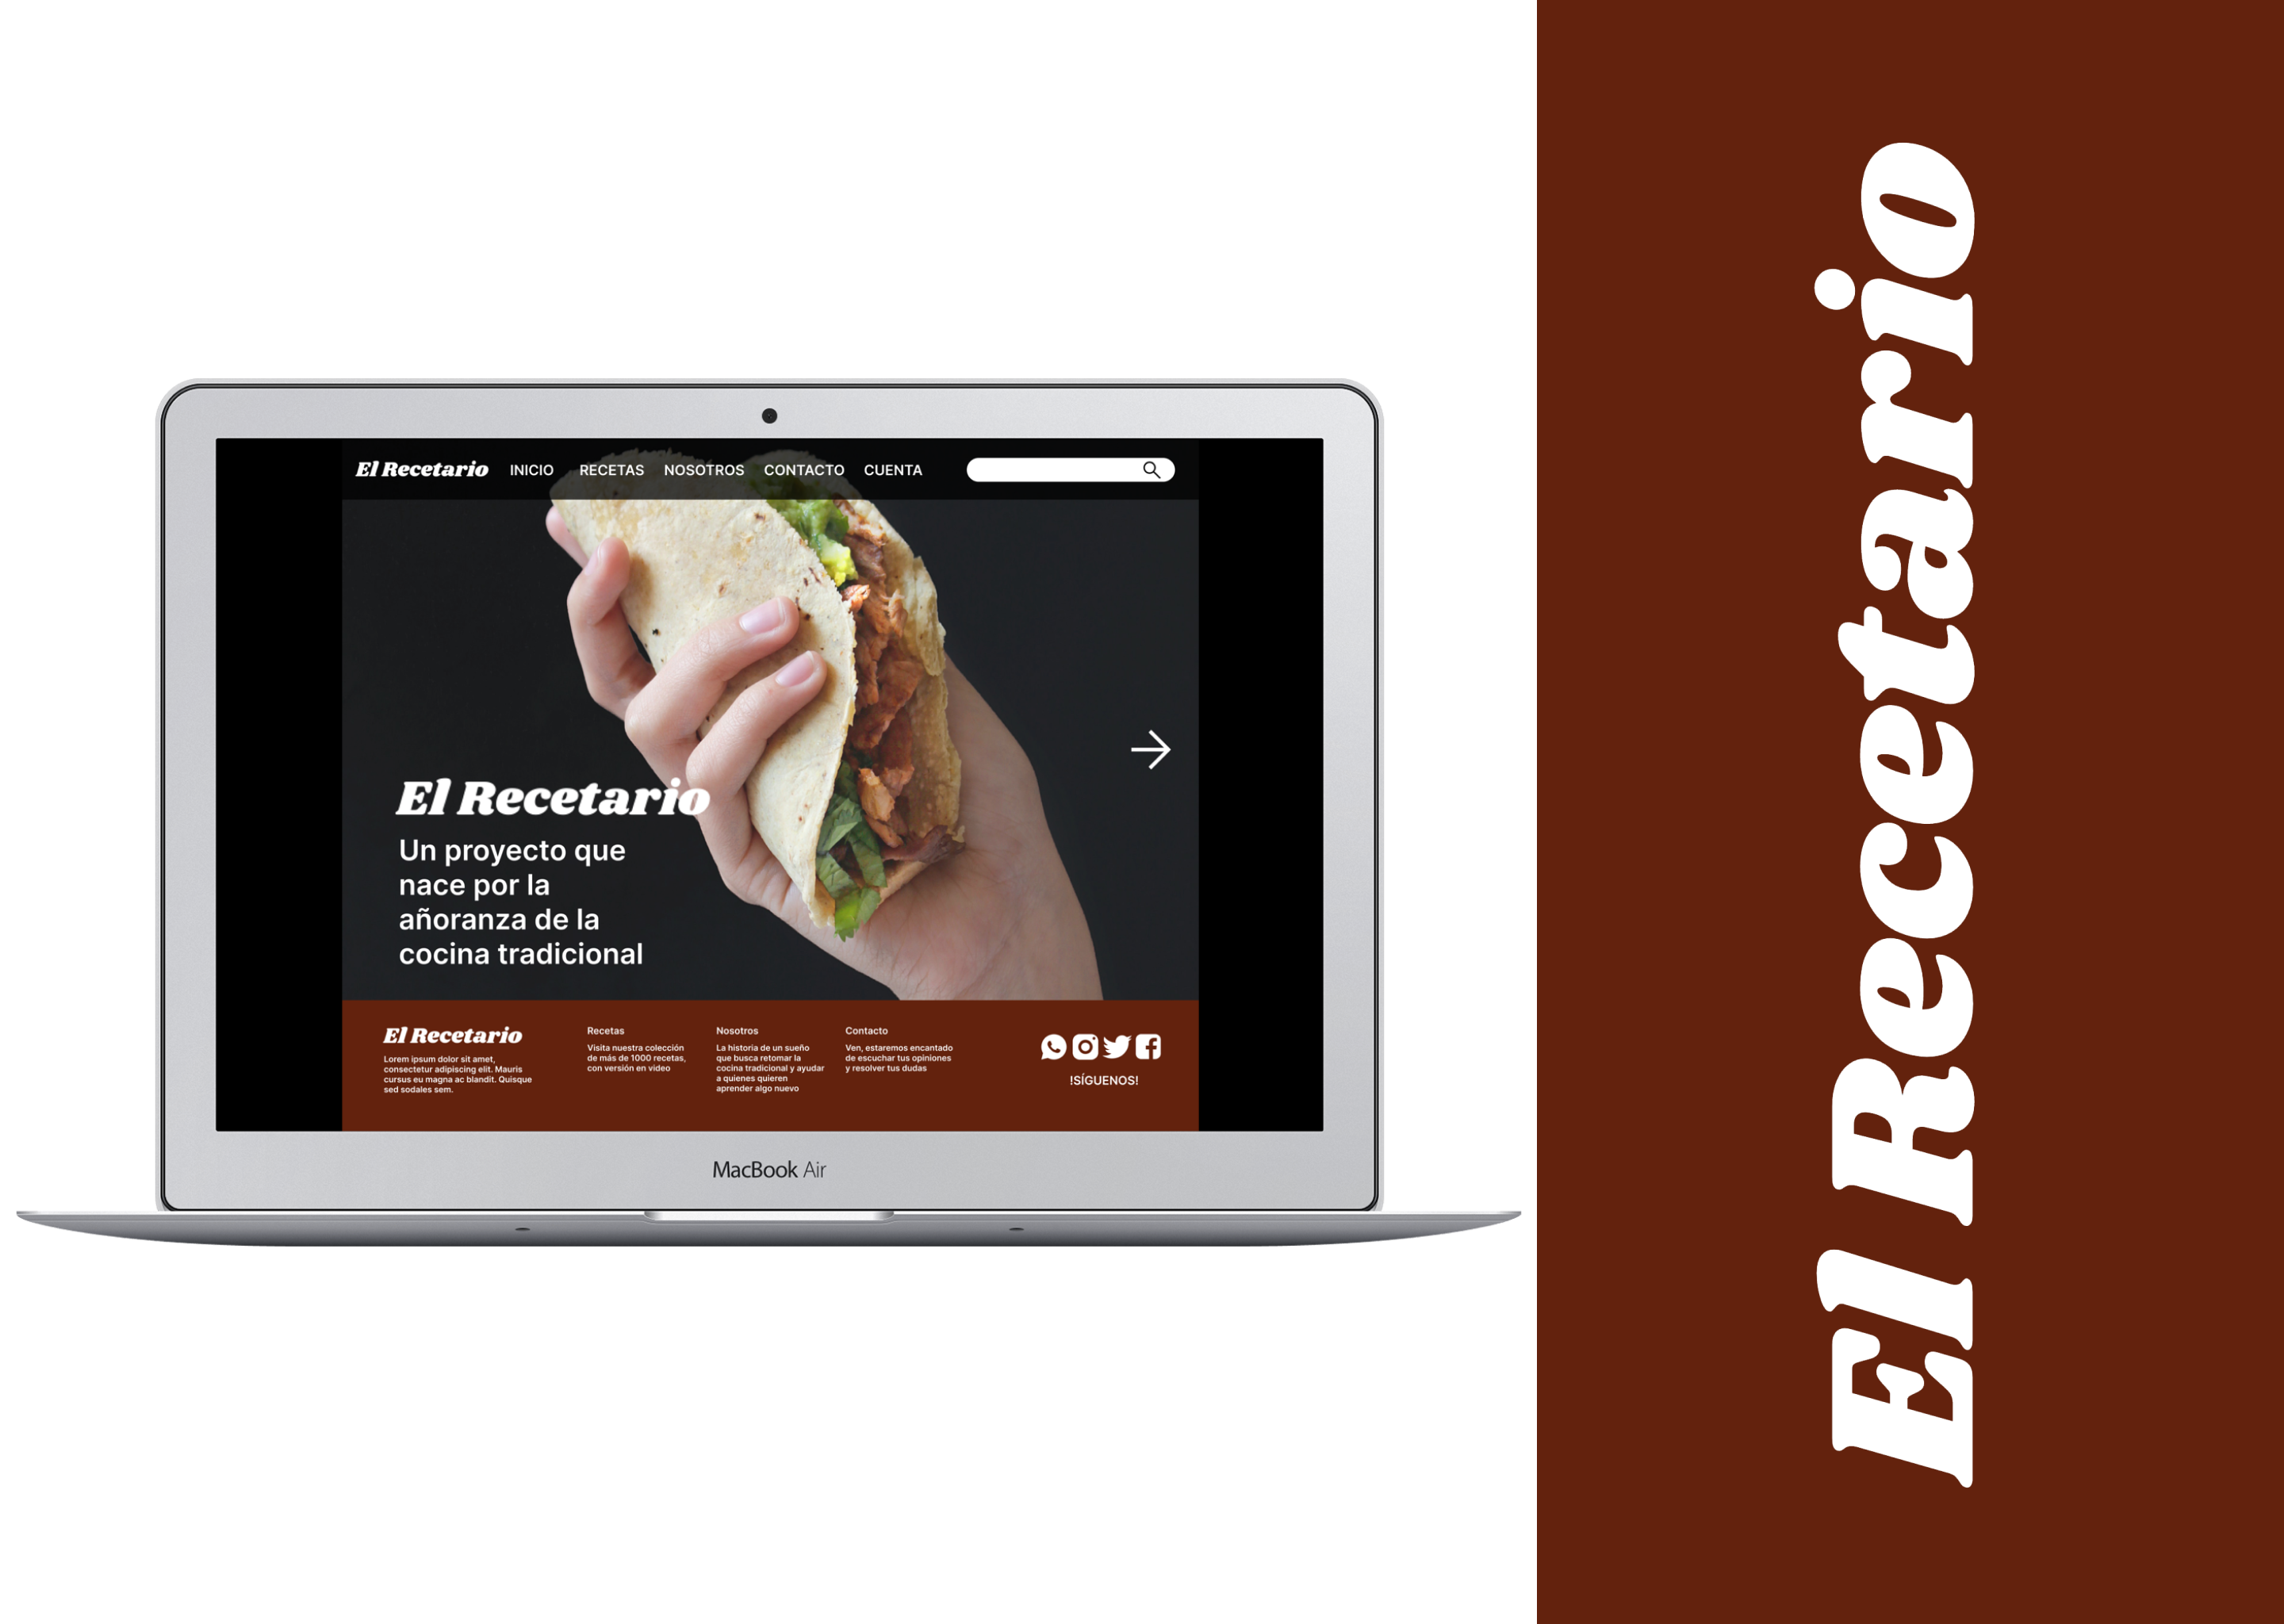 El Recetario INICIO RECETAS NOSOTROS CONTACTO CUENTA
El Recetario
Un proyecto que
nace por la
añoranza de la
cocina tradicional
El Recetario
Lorem ipsum dolor sit amet,
consectetur adipiscing elit. Mauris
cursus eu magna ac blandit. Quisque
sed sodales sem.
Recetas
Visita nuestra colección
de más de 1000 recetas,
con versión en video
Nosotros
La historia de un sueño
que busca retomar la
cocina tradicional y ayudar
a quienes quieren
aprender algo nuevo
Contacto
Ven, estaremos encantado
de escuchar tus opiniones
y resolver tus dudas
!SÍGUENOS!
MacBook Air
El Recetario